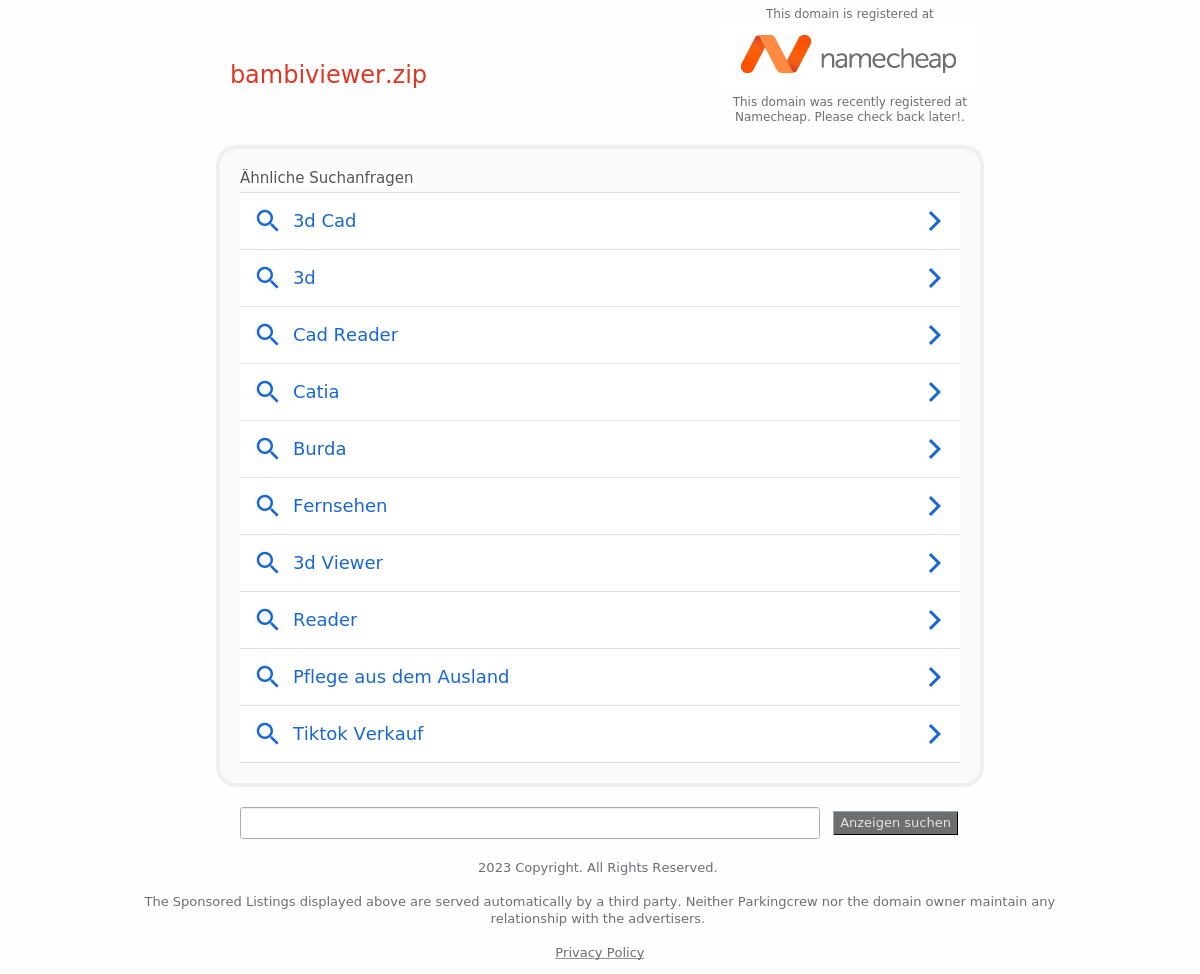 This domain is registered at
namecheap
bambiviewer.zip
This domain was recently registered at
Namecheap. Please check back later!.
Ähnliche Suchanfragen
3d Cad
3d
Cad Reader
Catia
Burda
Fernsehen
3d Viewer
Reader
Pflege aus dem Ausland
Tiktok Verkauf
Anzeigen suchen
2023 Copyright. All Rights Reserved.
The Sponsored Listings displayed above are served automatically by a third party. Neither Parkingcrew nor the domain owner maintain any
relationship with the advertisers.
Privacy Policy